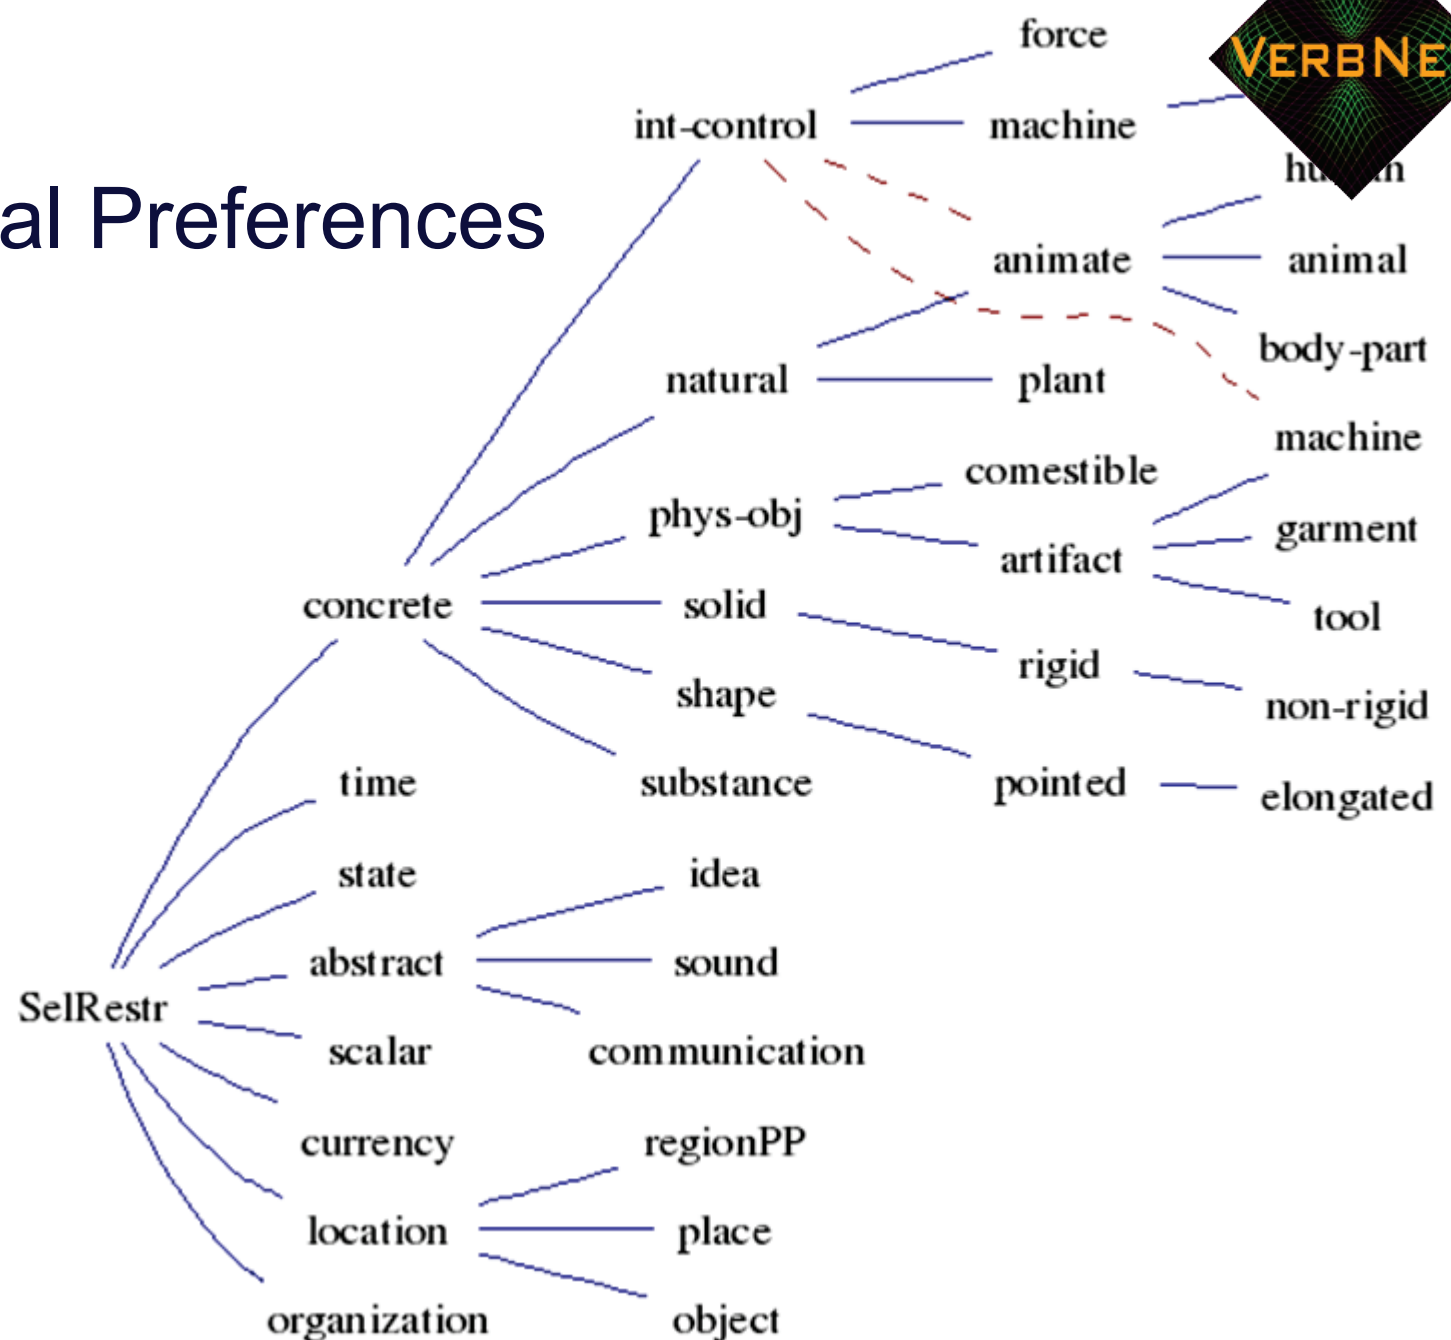 force
VERBNE
int-control
machine
al Preferences
animate
animal
body-part
natural
plant
machine
comestible
phys-obj
garment
artifact
concrete
solid
tool
rigid
shape
non-rigid
time
substance
pointed
elongated
state
idea
abstract
sound
SelRestr
scalar
communication
currency
regionPP
location
place
organization
object